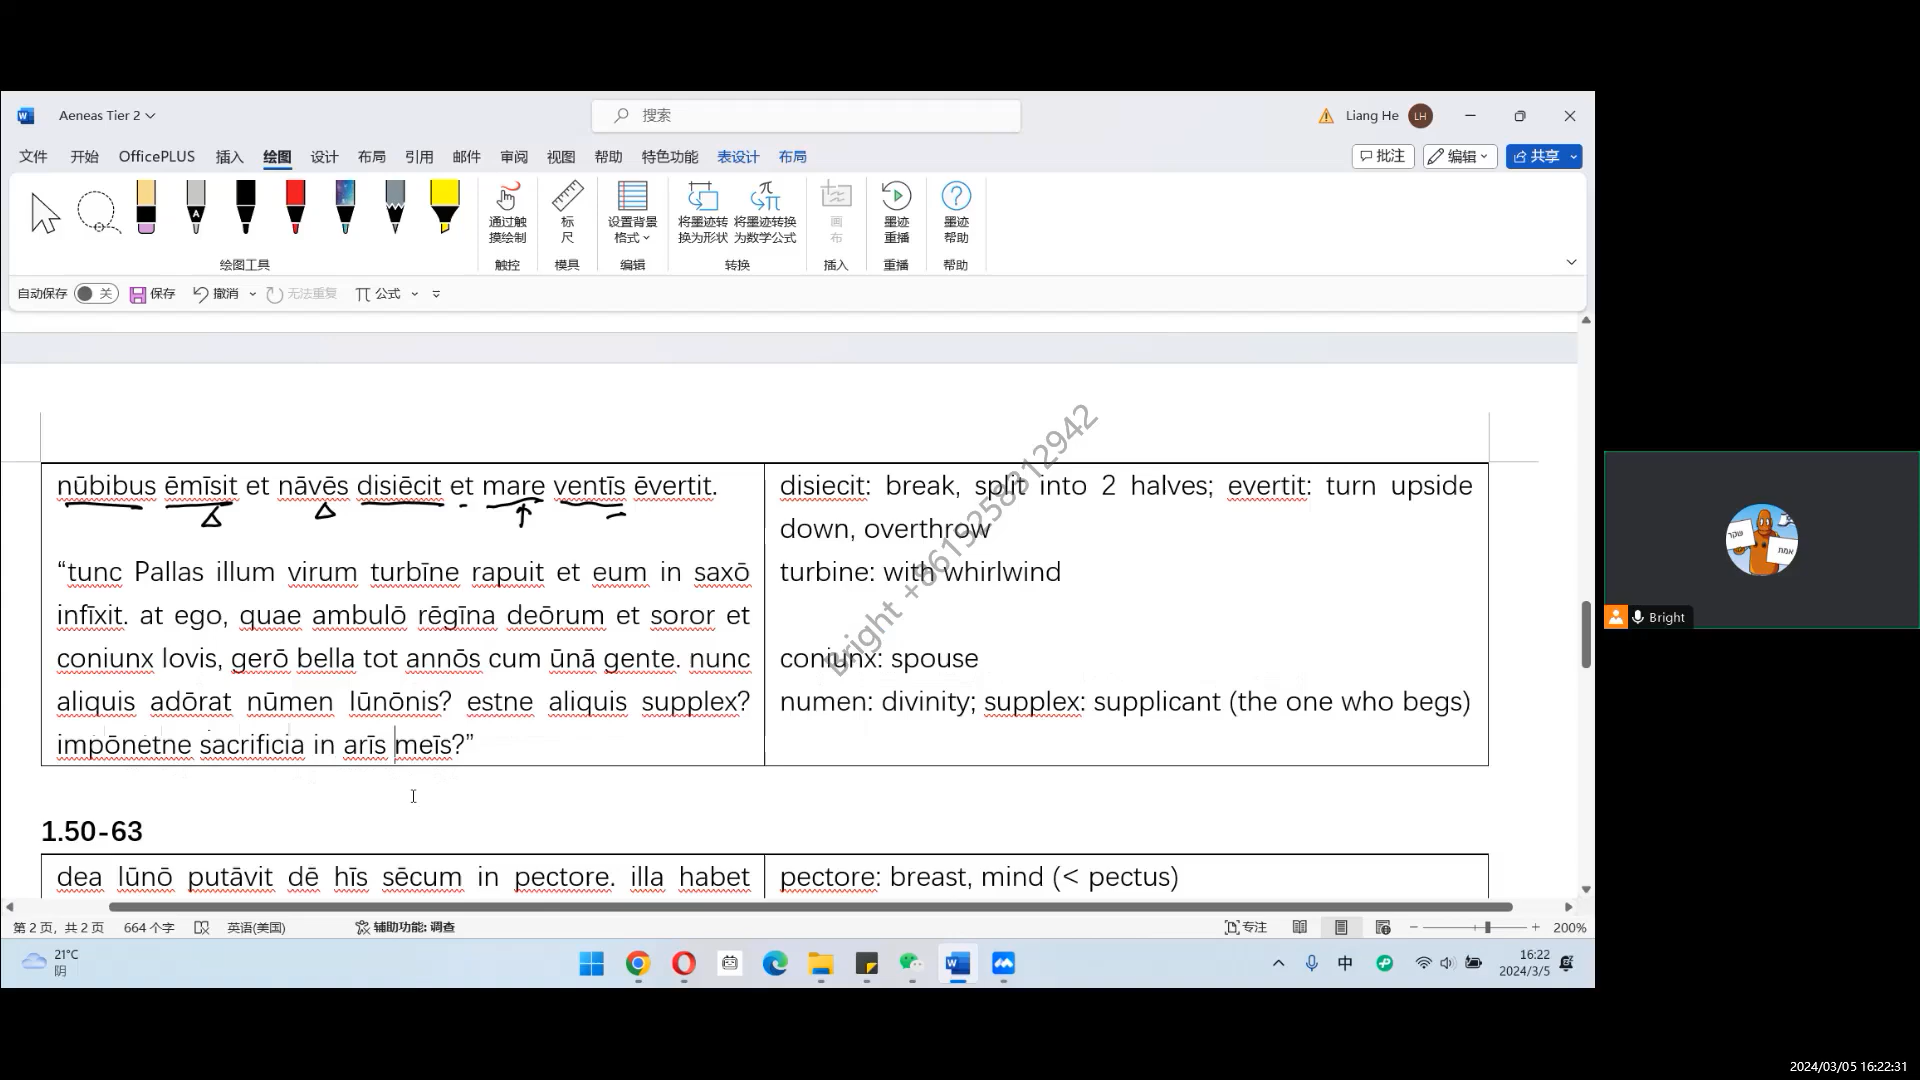 Aeneas Tier 2
搜索
Liang He
LH
文件 开始 OfficePLUS 插入 绘图 设计 布局 引用 邮件 审阅 视图 帮助 特色功能 表设计 布局
批注 编辑 共享
通过触摸绘制
标尺
设置背景格式
将墨迹转换为形状
将墨迹转换为数学公式
画布
墨迹重播
墨迹帮助
绘图工具 触控 模具 编辑 转换 插入 重播 帮助
自动保存 关 保存 撤消 无法重复 公式
nūbibus ēmīsit et nāvēs disiēcit et mare ventīs ēvertit.
“tunc Pallas illum virum turbīne rapuit et eum in saxō
infīxit. at ego, quae ambulō rēgīna deōrum et soror et
coniunx Iovis, gerō bella tot annōs cum ūnā gente. nunc
aliquis adōrat nūmen Iūnōnis? estne aliquis supplex?
impōnetne sacrificia in arīs meīs?”
disiecit: break, split into 2 halves; evertit: turn upside
down, overthrow
turbine: with whirlwind
coniunx: spouse
numen: divinity; supplex: supplicant (the one who begs)
Bright +8619258312942
1.50-63
dea Iūnō putāvit dē hīs sēcum in pectore. illa habet
pectore: breast, mind (< pectus)
第 2 页，共 2 页 664 个字 英语(美国) 辅助功能: 调查 专注 200%
21°C
阴
中
16:22
2024/3/5
שקר
אמת
Bright
2024/03/05 16:22:31